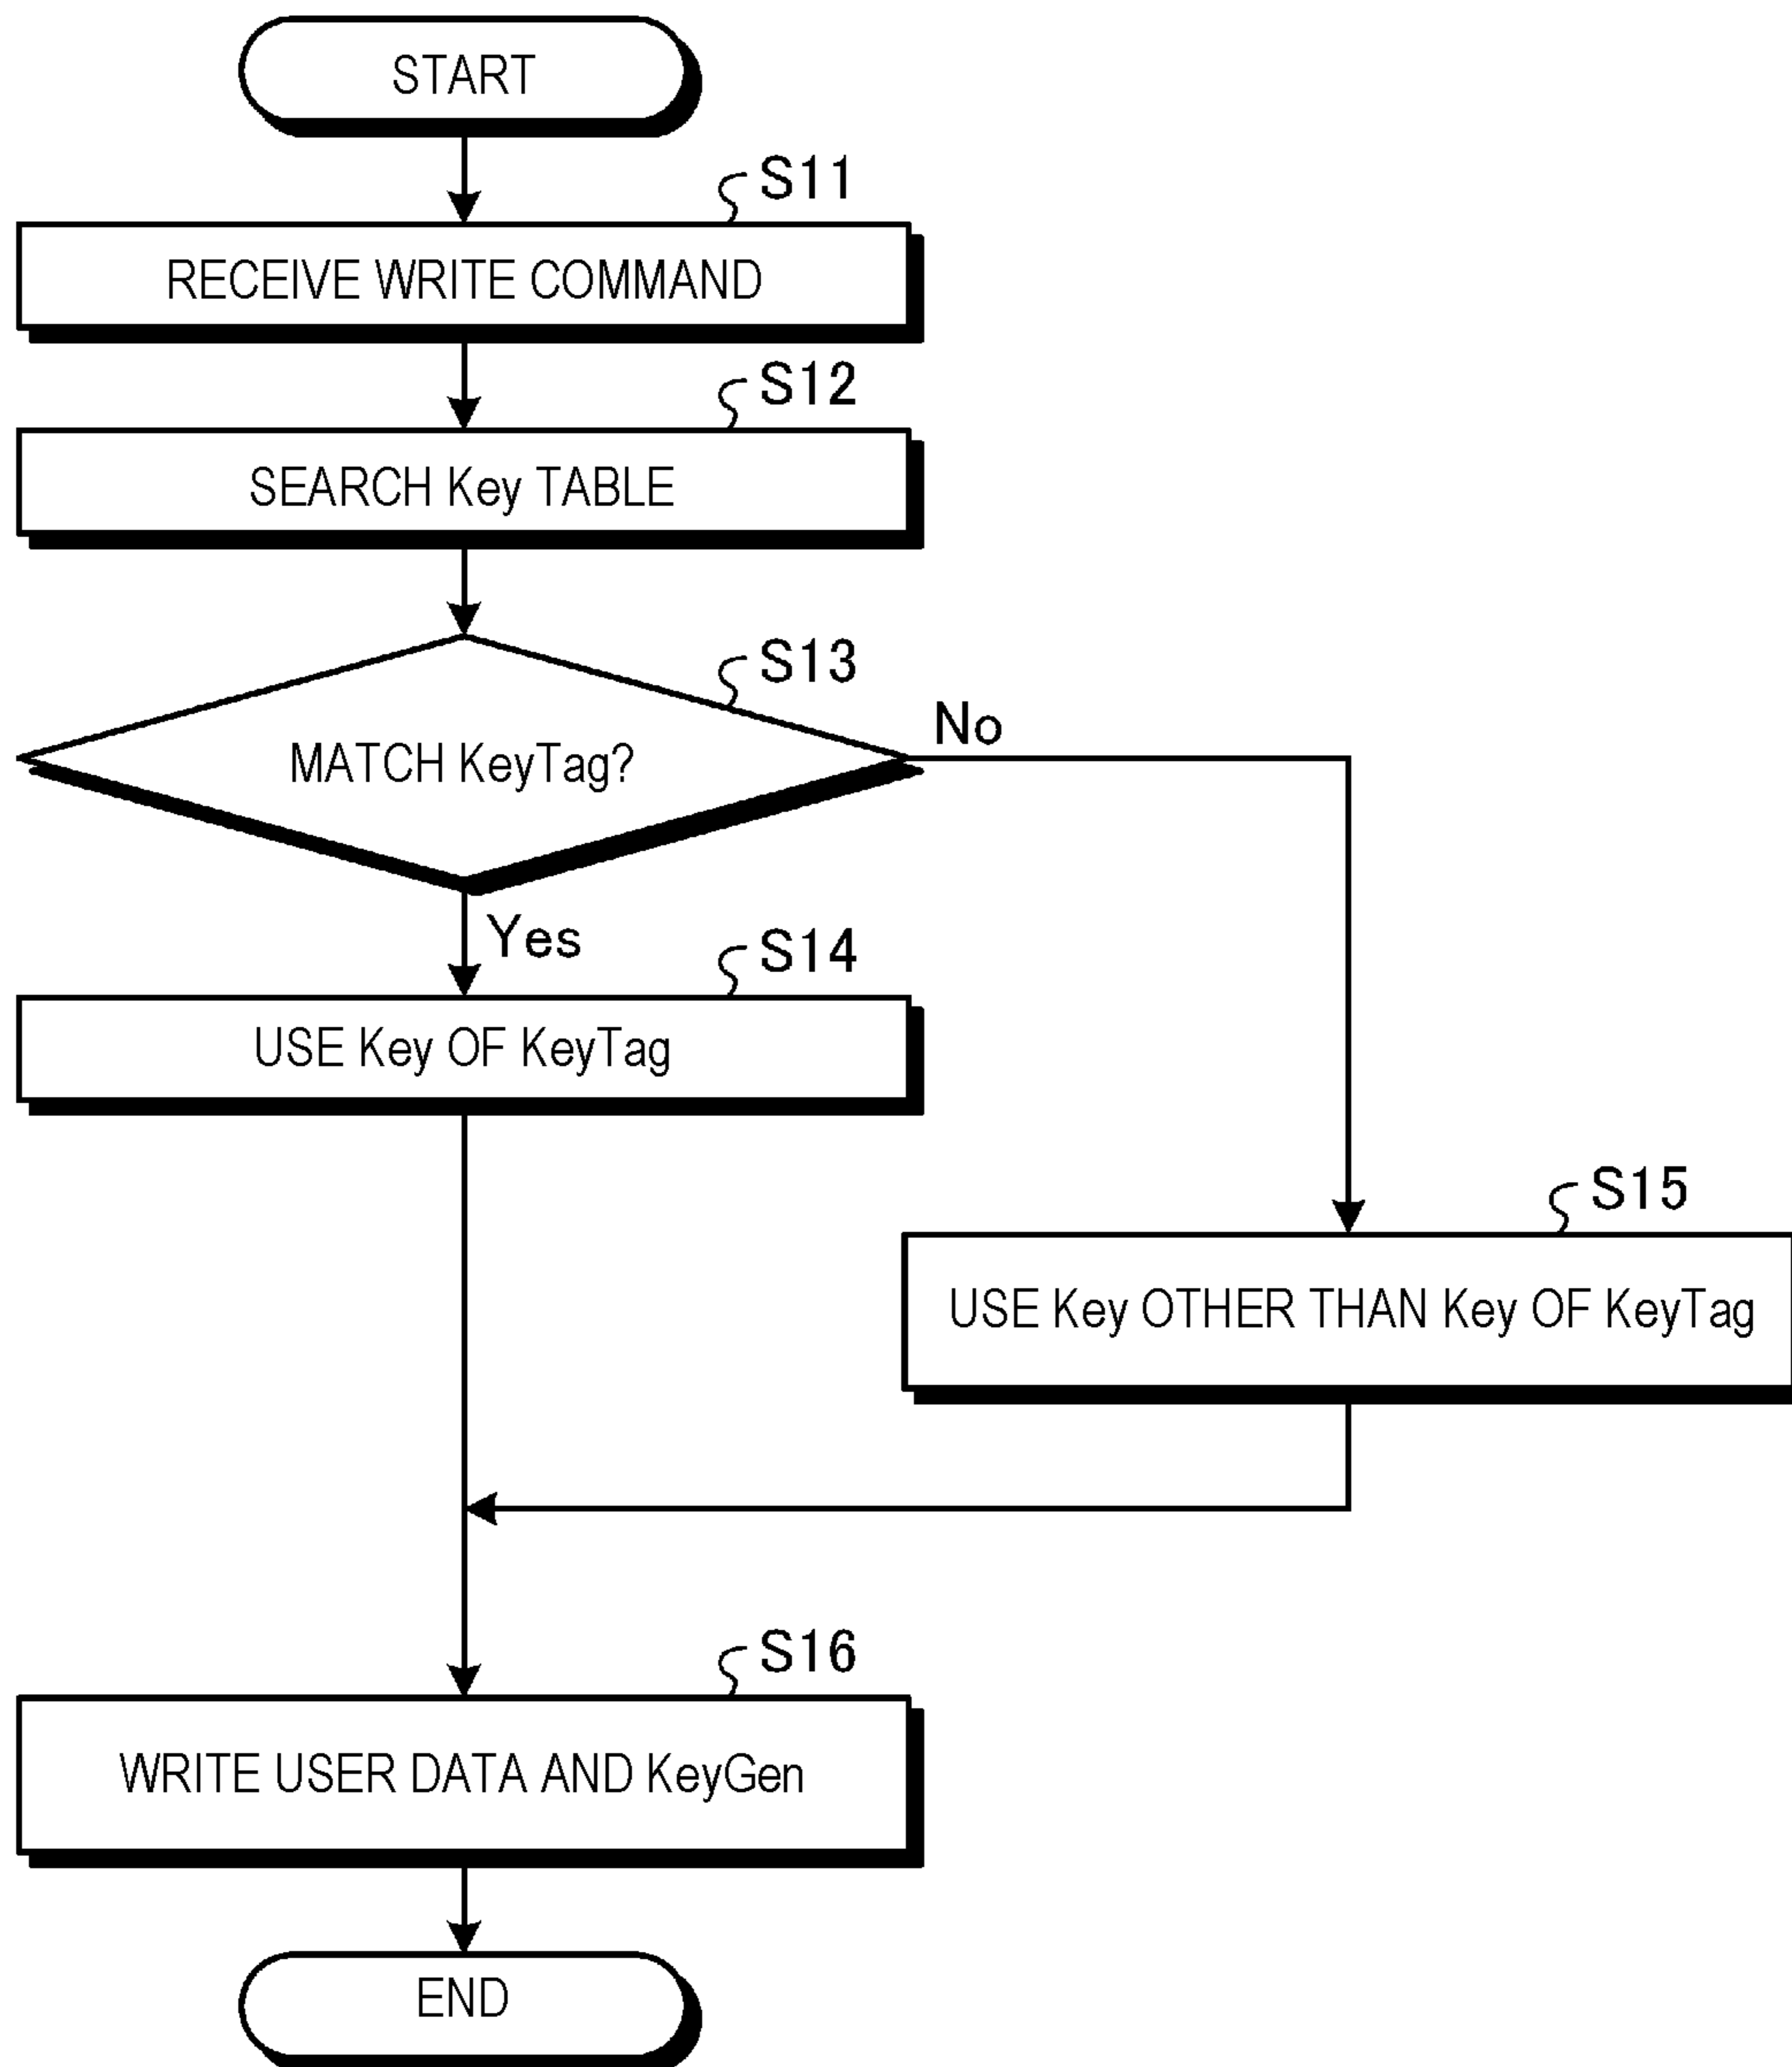 START
S11
RECEIVE WRITE COMMAND
S12
SEARCH Key TABLE
S13
No
MATCH KeyTag?
Yes
S14
USE Key OF KeyTag
S15
USE Key OTHER THAN Key OF KeyTag
S16
WRITE USER DATA AND KeyGen
END